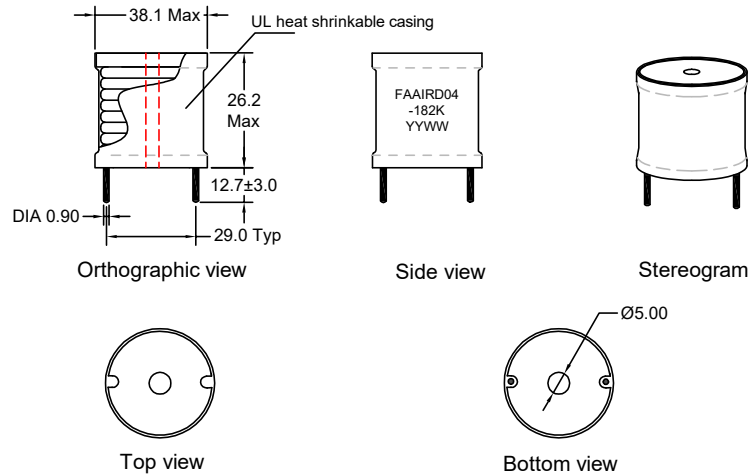 38.1 Max
UL heat shrinkable casing
26.2
Max
12.7±3.0
DIA 0.90
29.0 Typ
Orthographic view
FAAIRD04
-182K
YYWW
Side view
Stereogram
Top view
Ø5.00
Bottom view